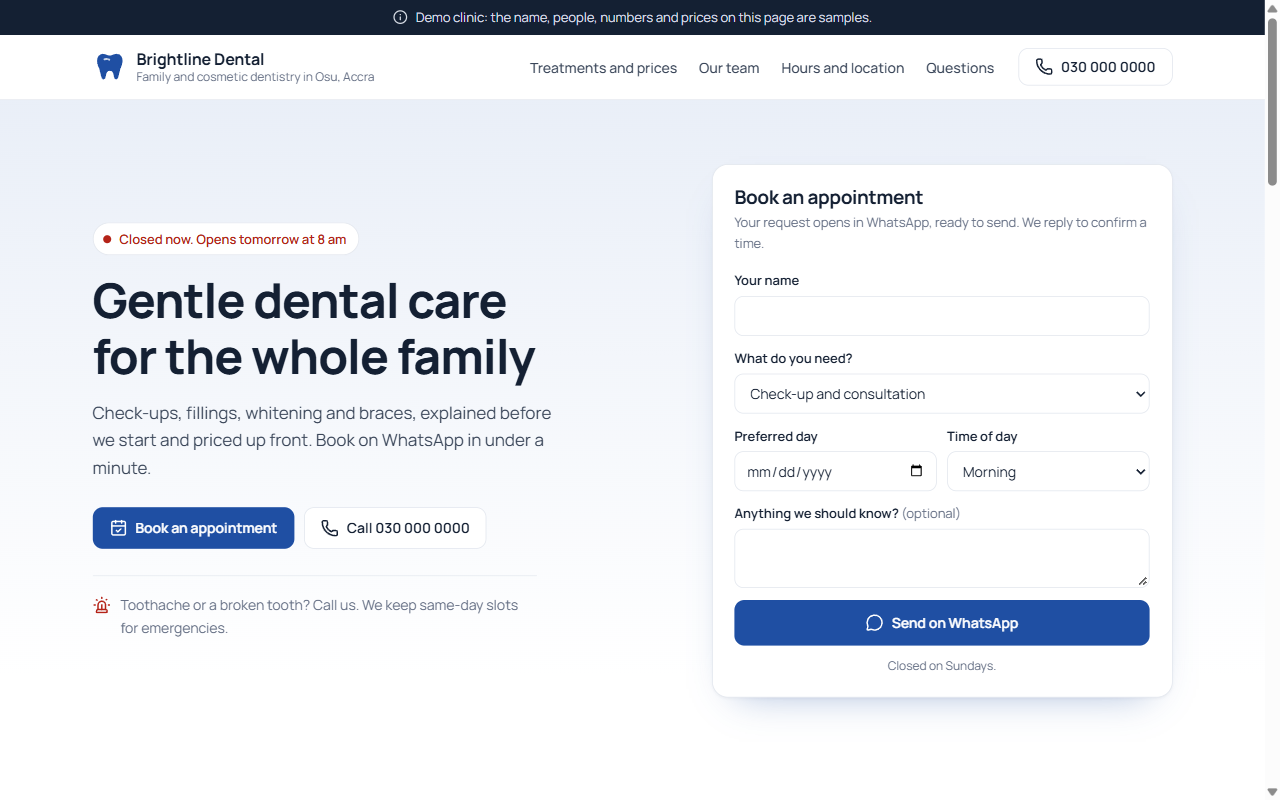 Demo clinic: the name, people, numbers and prices on this page are samples.
Brightline Dental
Family and cosmetic dentistry in Osu, Accra
Treatments and prices
Our team
Hours and location
Questions
030 000 0000
Closed now. Opens tomorrow at 8 am
Gentle dental care
for the whole family
Check-ups, fillings, whitening and braces, explained before
we start and priced up front. Book on WhatsApp in under a
minute.
Book an appointment
Call 030 000 0000
Toothache or a broken tooth? Call us. We keep same-day slots
for emergencies.
Book an appointment
Your request opens in WhatsApp, ready to send. We reply to confirm a
time.
Your name
What do you need?
Check-up and consultation
Preferred day
Time of day
mm/dd/yyyy
Morning
Anything we should know? (optional)
Send on WhatsApp
Closed on Sundays.